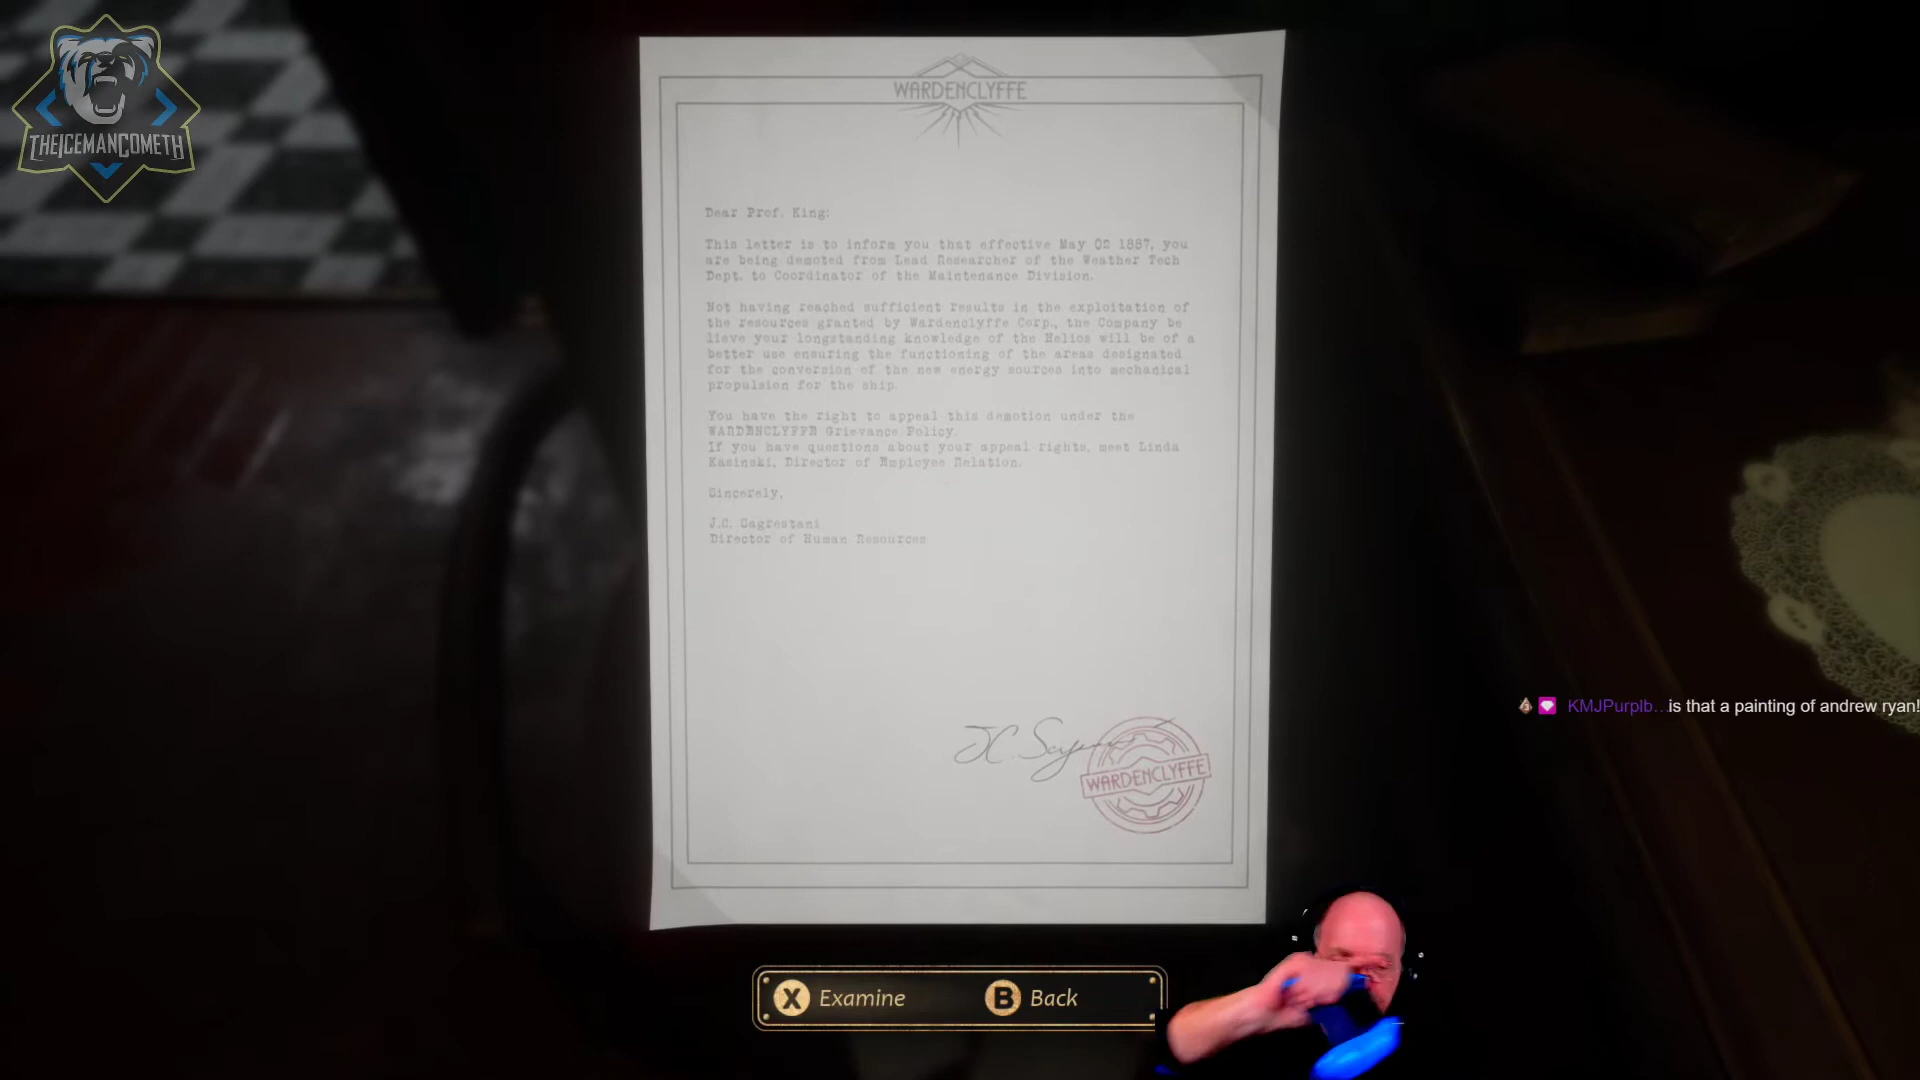 THEICEMANCOMETH
WARDENCLYFFE
Dear Prof. King:
This letter is to inform you that effective May 02 1887, you
are being demoted from Lead Researcher of the Weather Tech
Dept. to Coordinator of the Maintenance Division.
Not having reached sufficient results in the exploitation of
the resources granted by Wardenclyffe Corp., the Company be
lieve your longstanding knowledge of the Helios will be of a
better use ensuring the functioning of the areas designated
for the conversion of the new energy sources into mechanical
propulsion for the ship.
You have the right to appeal this demotion under the
WARDENCLYFFE Grievance Policy.
If you have questions about your appeal rights, meet Linda
Kasinski, Director of Employee Relation.
Sincerely,
J.C. Sagrestani
Director of Human Resources
WARDENCLYFFE
KMJPurplb... is that a painting of andrew ryan!
X Examine B Back